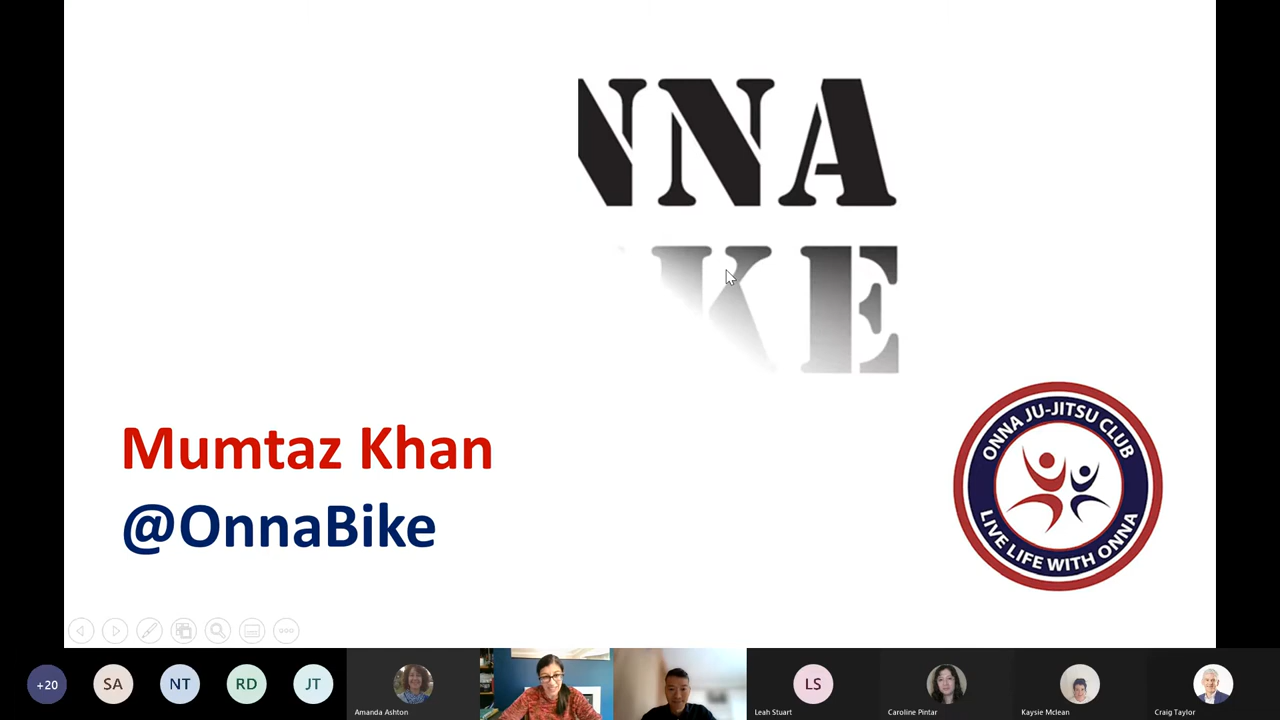 NNA
KE
Mumtaz Khan
@OnnaBike
ONNA JU-JITSU CLUB
LIVE LIFE WITH ONNA
+20
SA
NT
RD
JT
LS
Amanda Ashton
Leah Stuart
Caroline Pintar
Kaysie Mclean
Craig Taylor